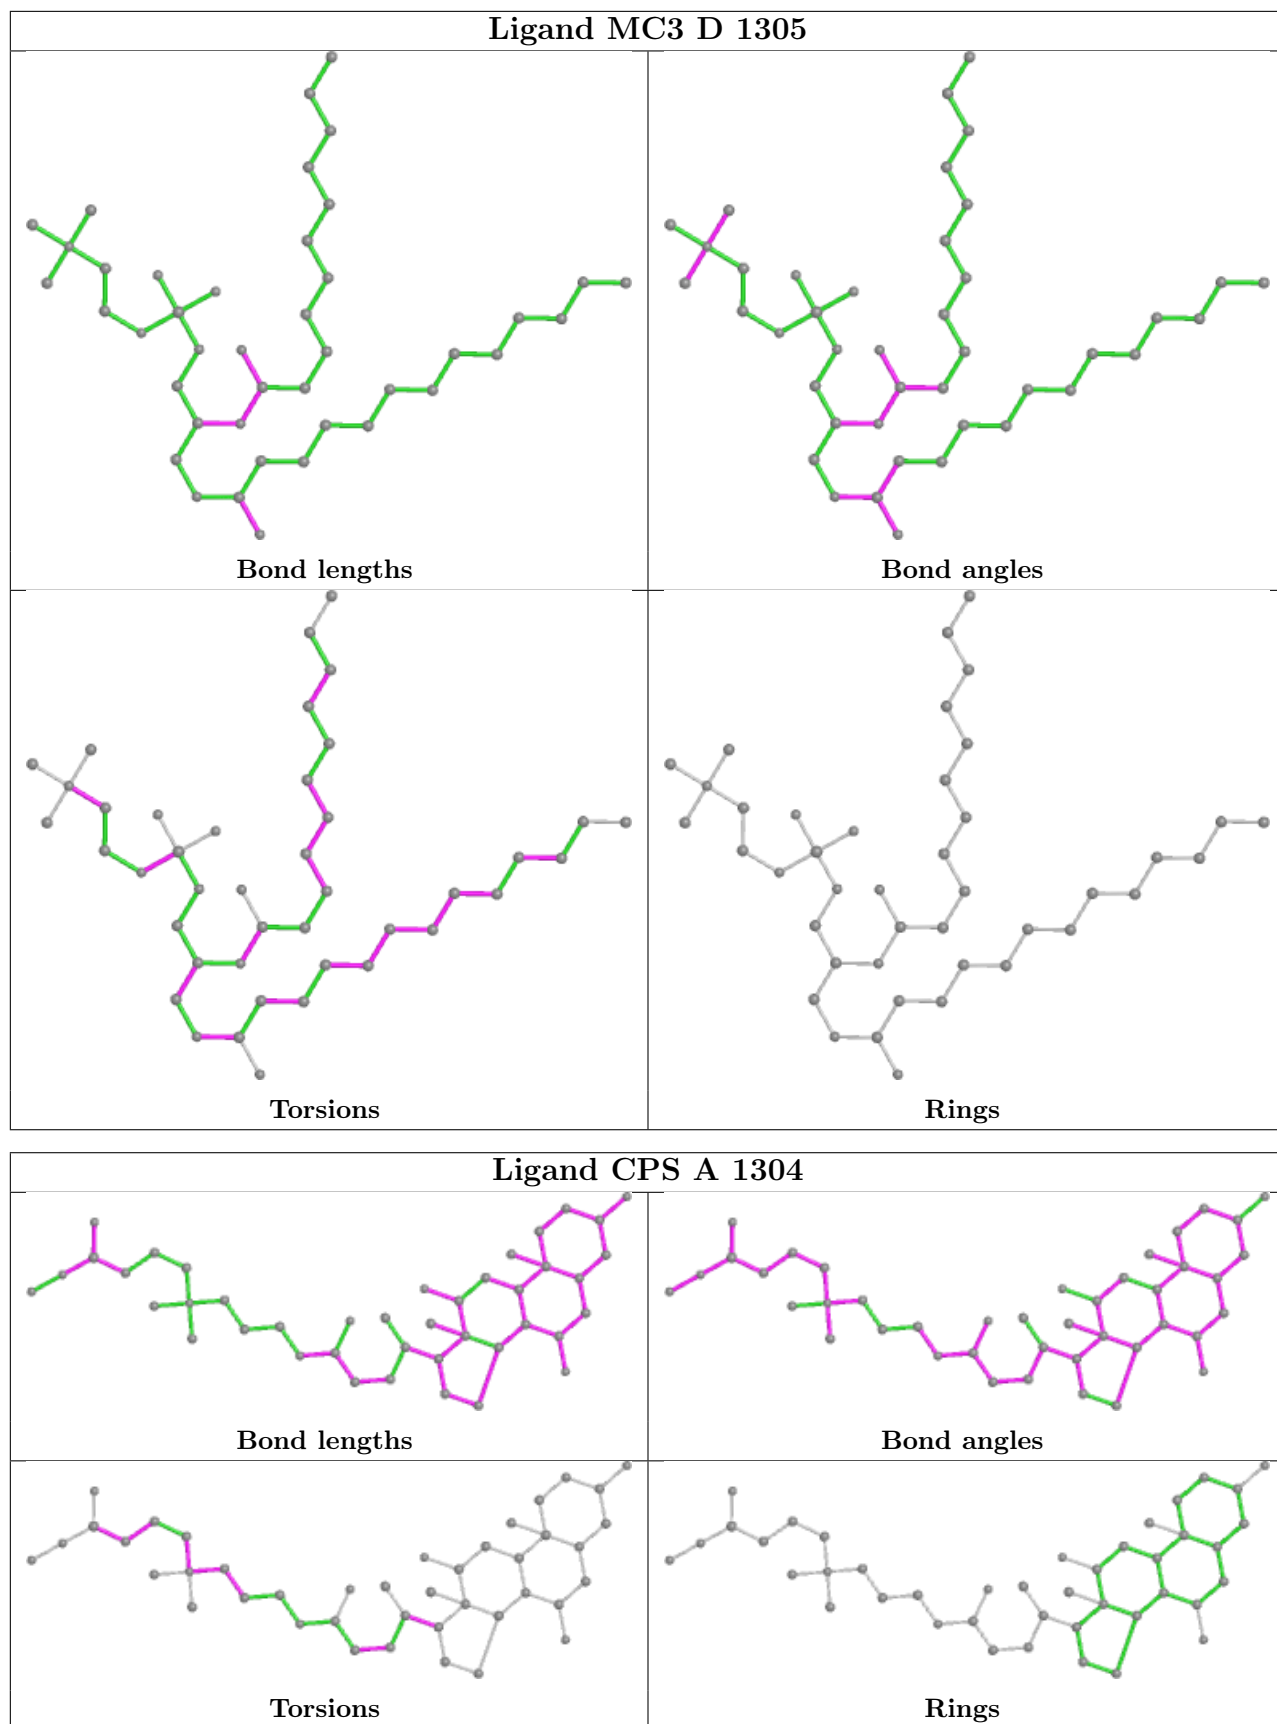 Ligand MC3 D 1305
Bond lengths
Bond angles
Torsions
Rings
Ligand CPS A 1304
Bond lengths
Bond angles
Torsions
Rings